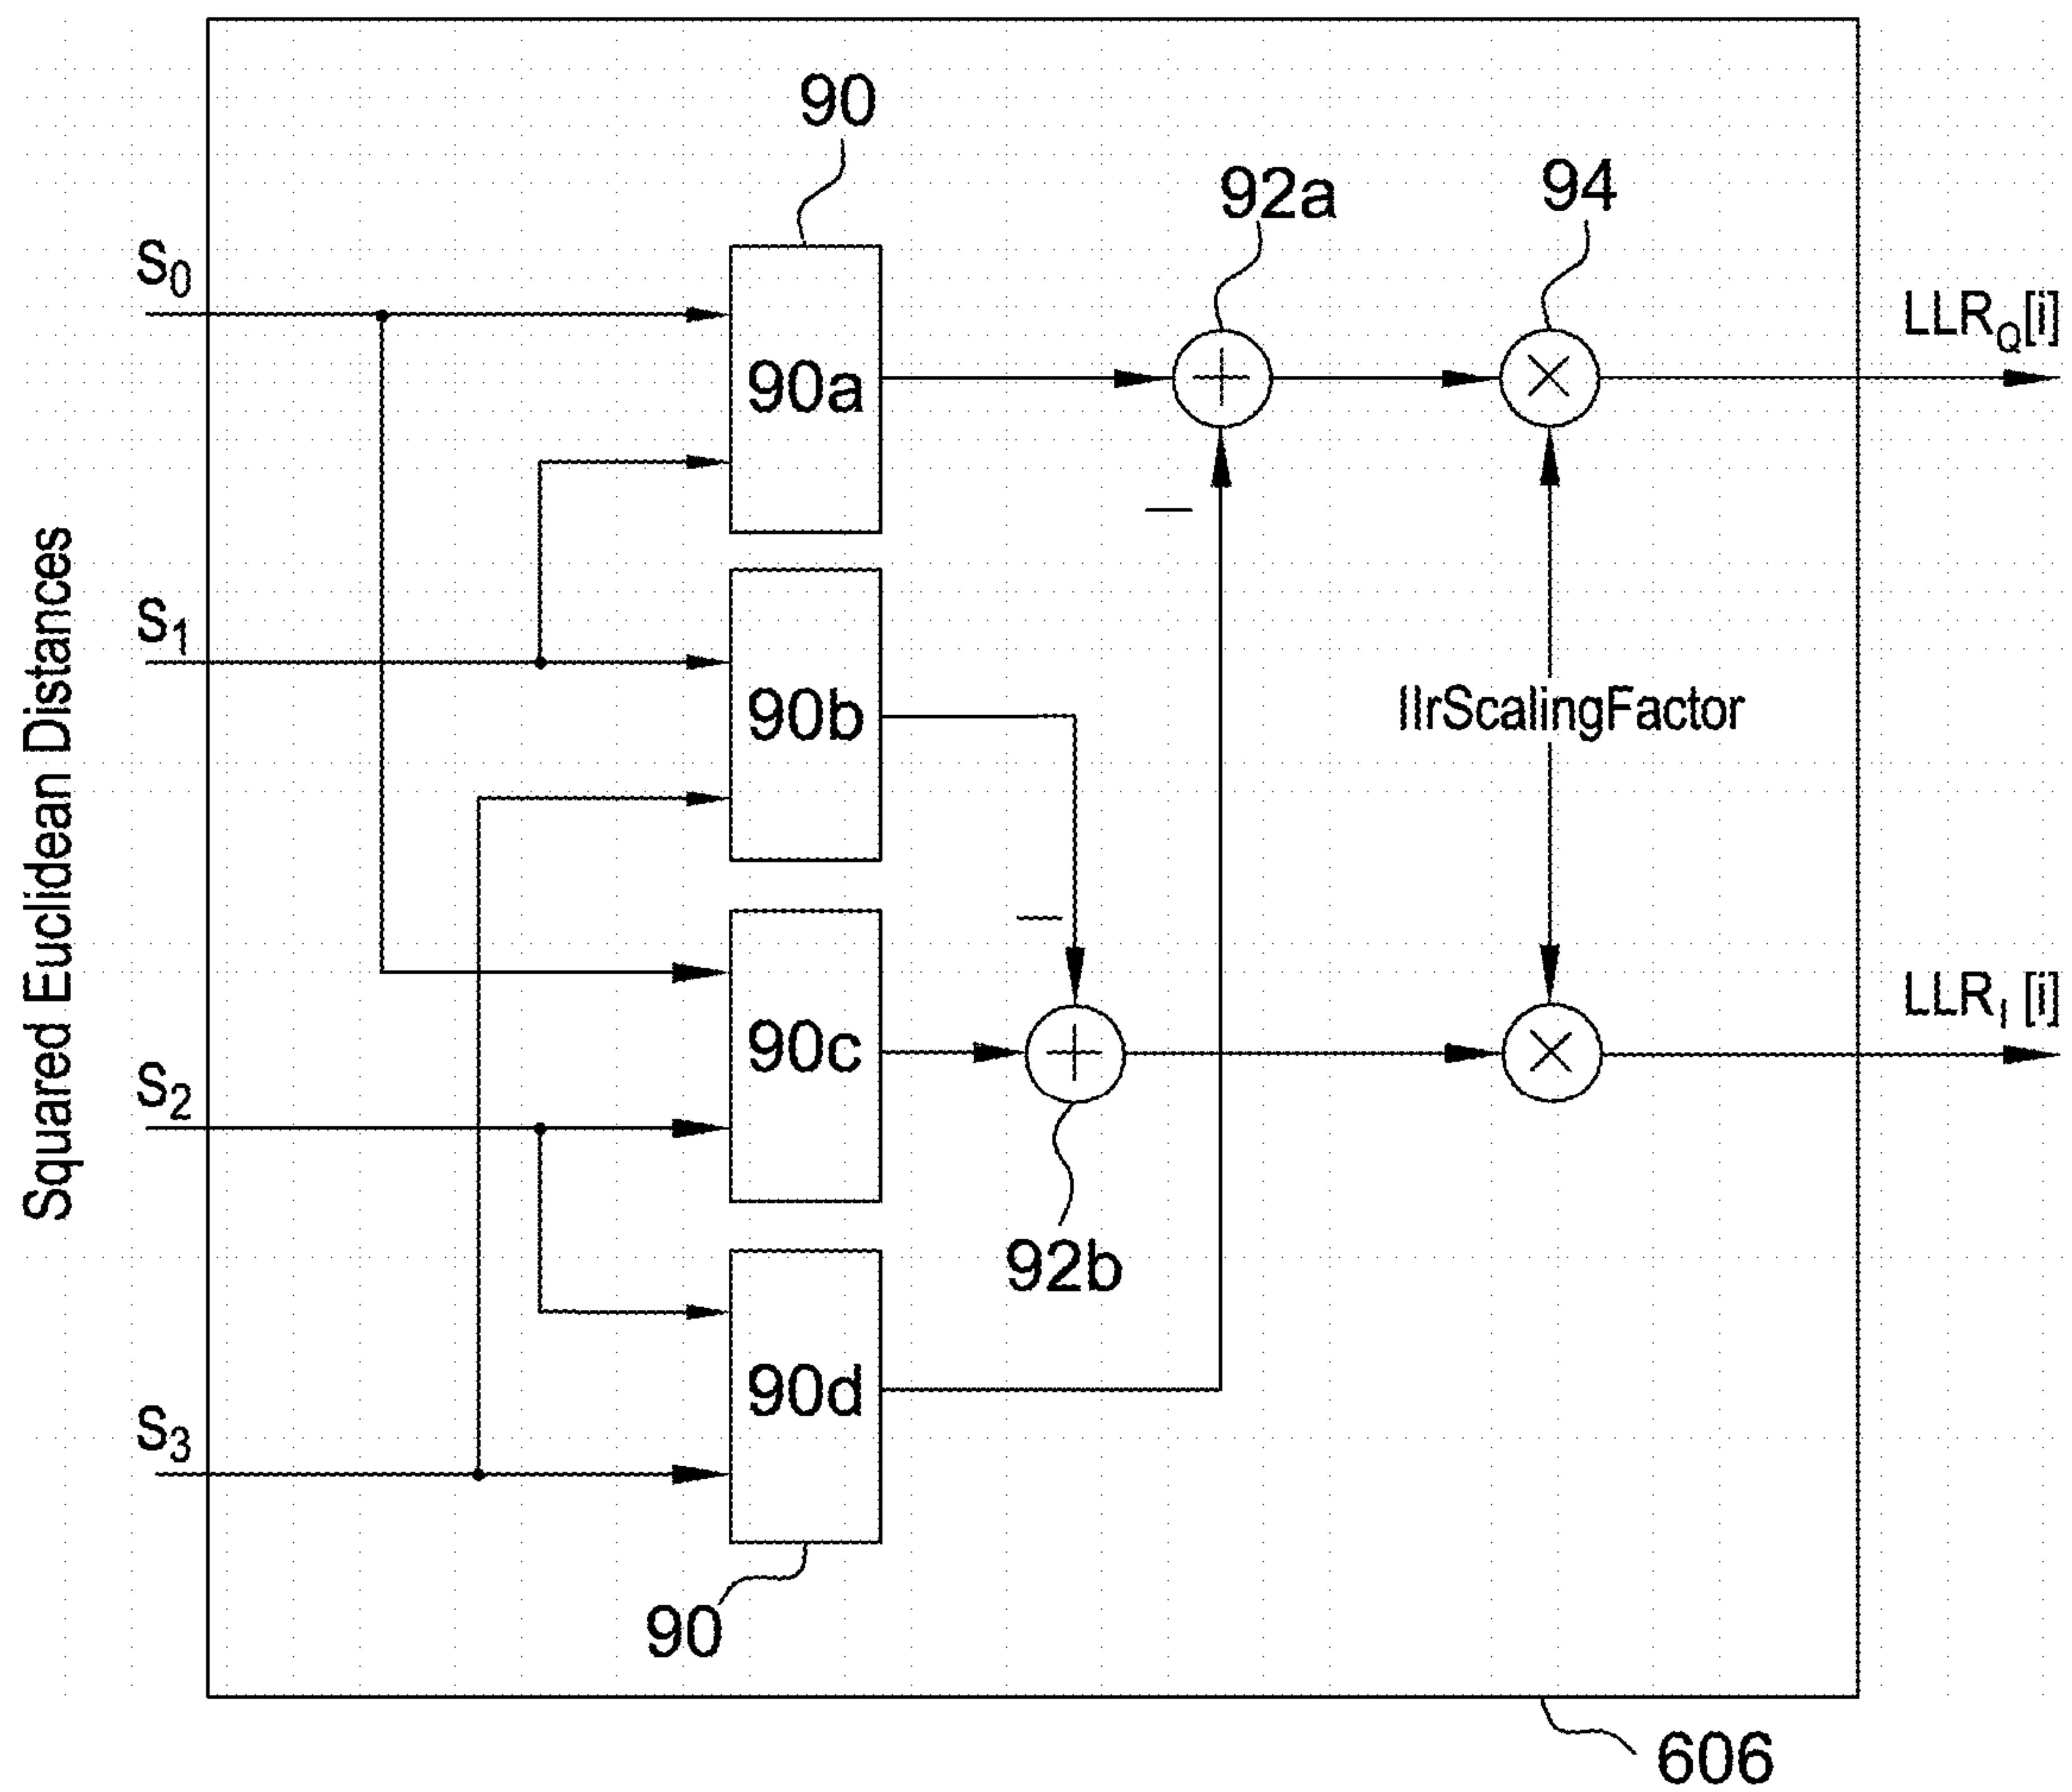 90
92a
94
S0
LLRQ[i]
90a
S1
90b
llrScalingFactor
Squared Euclidean Distances
90c
LLRI [i]
S2
92b
90d
S3
90
606